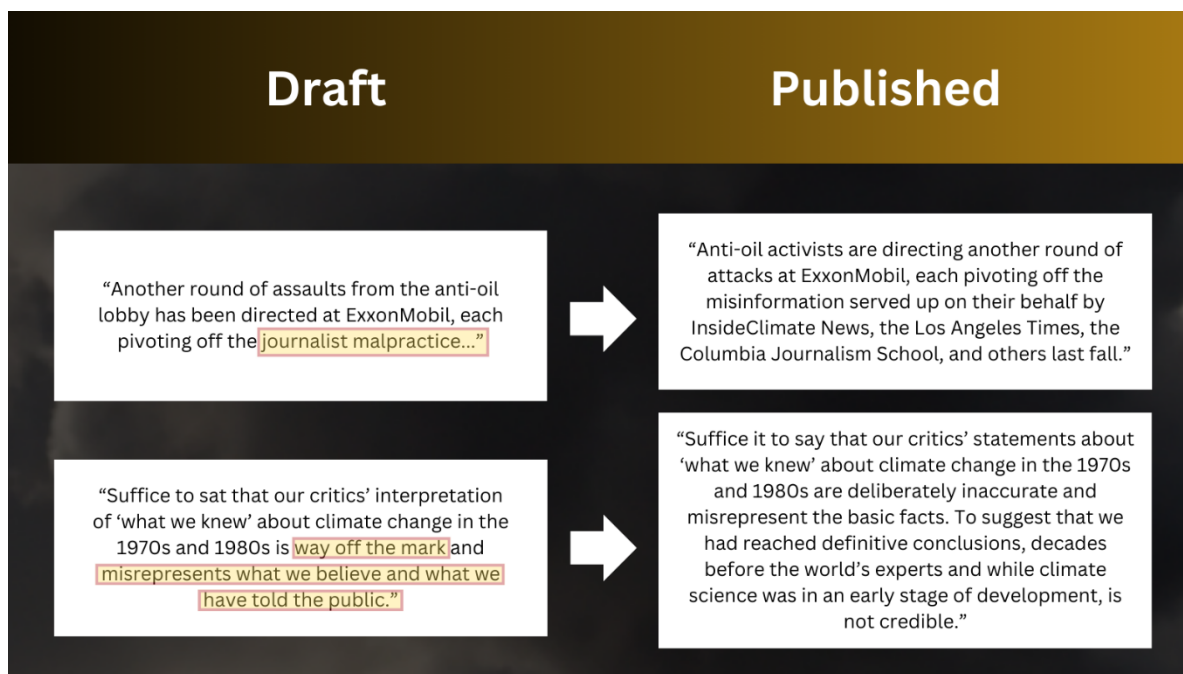 Draft
Published
“Another round of assaults from the anti-oil
lobby has been directed at ExxonMobil, each
pivoting off the journalist malpractice...”
“Anti-oil activists are directing another round of
attacks at ExxonMobil, each pivoting off the
misinformation served up on their behalf by
InsideClimate News, the Los Angeles Times, the
Columbia Journalism School, and others last fall.”
“Suffice to sat that our critics’ interpretation
of ‘what we knew’ about climate change in the
1970s and 1980s is way off the mark and
misrepresents what we believe and what we
have told the public.”
“Suffice it to say that our critics’ statements about
‘what we knew’ about climate change in the 1970s
and 1980s are deliberately inaccurate and
misrepresent the basic facts. To suggest that we
had reached definitive conclusions, decades
before the world’s experts and while climate
science was in an early stage of development, is
not credible.”